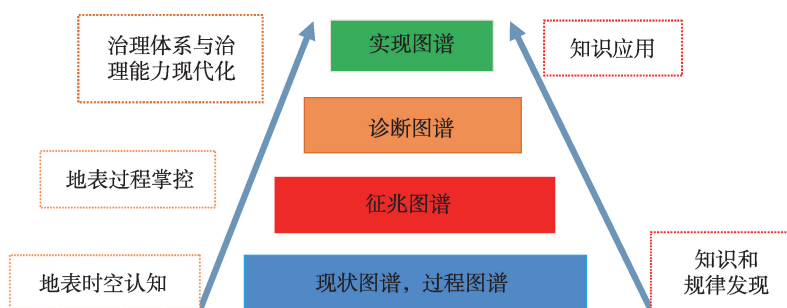 治理体系与治
理能力现代化
实现图谱
知识应用
诊断图谱
地表过程掌控
征兆图谱
地表时空认知
现状图谱，过程图谱
知识和
规律发现